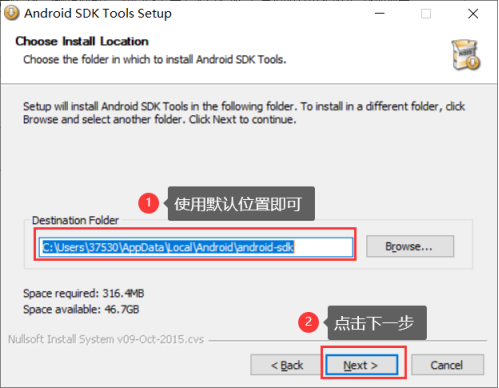 Android SDK Tools Setup
Choose Install Location
Choose the folder in which to install Android SDK Tools.
Setup will install Android SDK Tools in the following folder. To install in a different folder, click
Browse and select another folder. Click Next to continue.
1 使用默认位置即可
Destination Folder
C:\Users\37530\AppData\Local\Android\android-sdk
Browse...
Space required: 316.4MB
Space available: 46.7GB
2 点击下一步
Nullsoft Install System v09-Oct-2015.cvs
< Back
Next >
Cancel